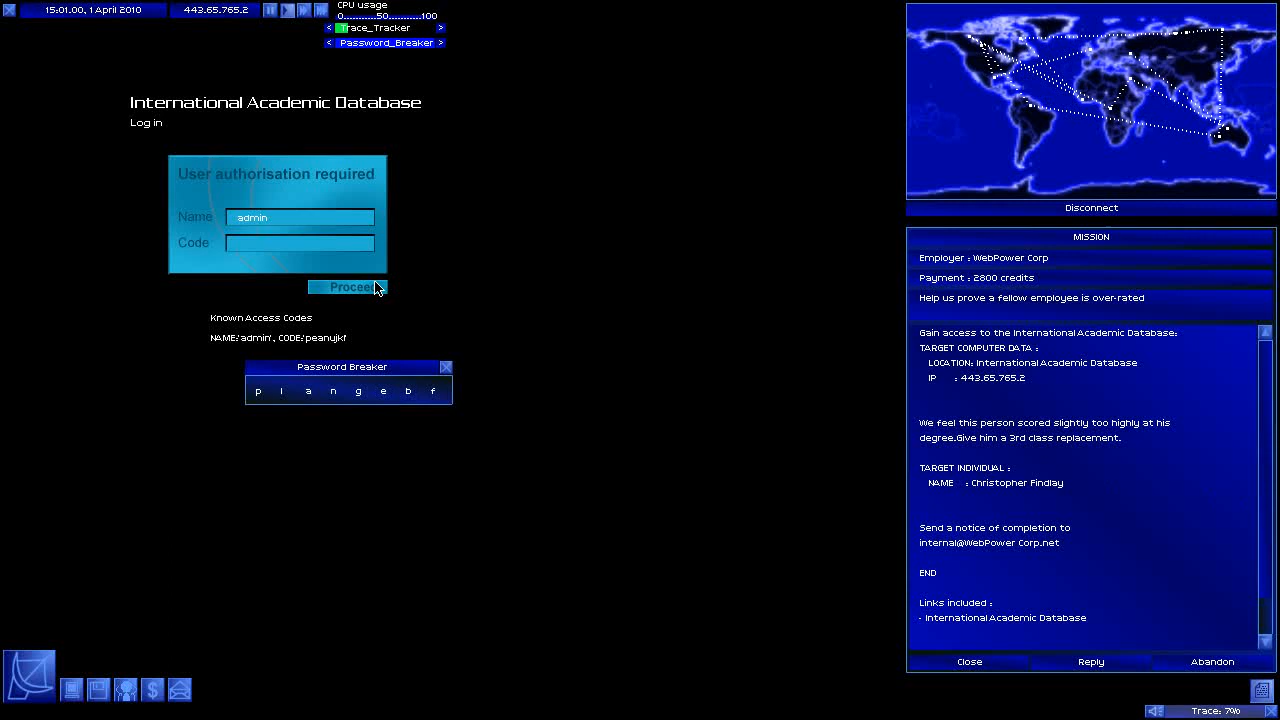 15:01.00, 1 April 2010
443.65.765.2
CPU usage
0...........50...........100
< Trace_Tracker >
< Password_Breaker >
International Academic Database
Log in
User authorisation required
Name admin
Code
Proceed
Known Access Codes
NAME:'admin', CODE:'peanyjkf'
Password Breaker
p l a n g e b f
Disconnect
MISSION
Employer : WebPower Corp
Payment : 2800 credits
Help us prove a fellow employee is over-rated
Gain access to the International Academic Database:
TARGET COMPUTER DATA :
LOCATION: International Academic Database
IP : 443.65.765.2
We feel this person scored slightly too highly at his
degree.Give him a 3rd class replacement.
TARGET INDIVIDUAL :
NAME : Christopher Findlay
Send a notice of completion to
internal@WebPower Corp.net
END
Links included :
- International Academic Database
Close Reply Abandon
Trace: 7%